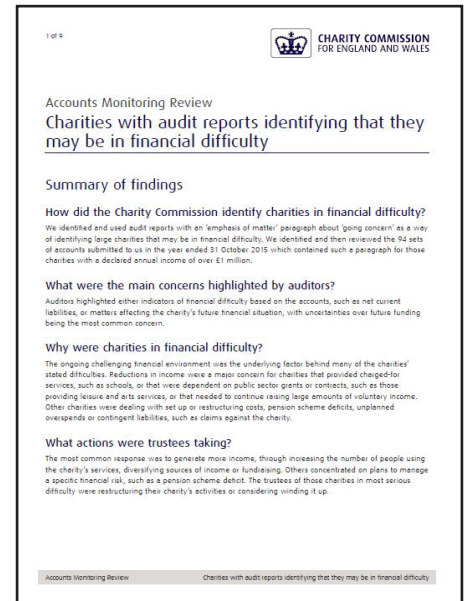 1 of 9
CHARITY COMMISSION
FOR ENGLAND AND WALES
Accounts Monitoring Review
Charities with audit reports identifying that they
may be in financial difficulty
Summary of findings
How did the Charity Commission identify charities in financial difficulty?
We identified and used audit reports with an 'emphasis of matter' paragraph about 'going concern' as a way
of identifying large charities that may be in financial difficulty. We identified and then reviewed the 94 sets
of accounts submitted to us in the year ended 31 October 2015 which contained such a paragraph for those
charities with a declared annual income of over £1 million.
What were the main concerns highlighted by auditors?
Auditors highlighted either indicators of financial difficulty based on the accounts, such as net current
liabilities, or matters affecting the charity's future financial situation, with uncertainties over future funding
being the most common concern.
Why were charities in financial difficulty?
The ongoing challenging financial environment was the underlying factor behind many of the charities'
stated difficulties. Reductions in income were a major concern for charities that provided charged-for
services, such as schools, or that were dependent on public sector grants or contracts, such as those
providing leisure and arts services, or that needed to continue raising large amounts of voluntary income.
Other charities were dealing with set up or restructuring costs, pension scheme deficits, unplanned
overspends or contingent liabilities, such as claims against the charity.
What actions were trustees taking?
The most common response was to generate more income, through increasing the number of people using
the charity's services, diversifying sources of income or fundraising. Others concentrated on plans to manage
a specific financial risk, such as a pension scheme deficit. The trustees of those charities in most serious
difficulty were restructuring their charity's activities or considering winding it up.
Accounts Monitoring Review Charities with audit reports identifying that they may be in financial difficulty